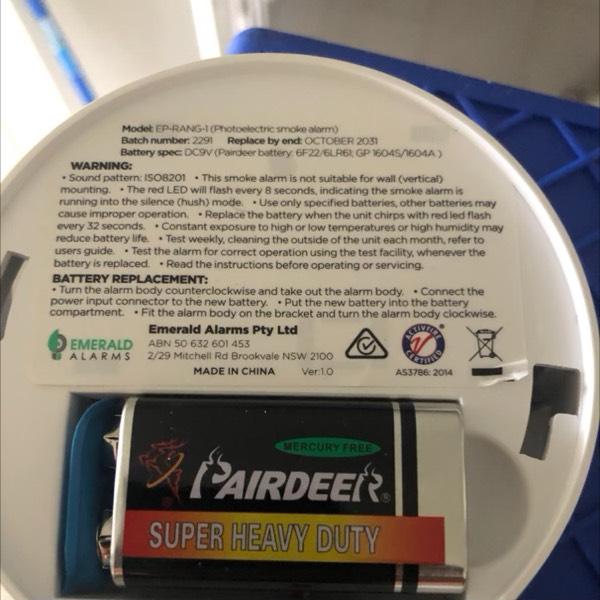 Model: EP-RANG-1 (Photoelectric smoke alarm)
Batch number: 2291 Replace by end: OCTOBER 2031
Battery spec: DC9V (Pairdeer battery: 6F22/6LR61; GP 1604S/1604A )
WARNING:
• Sound pattern: ISO8201 • This smoke alarm is not suitable for wall (vertical)
mounting. • The red LED will flash every 8 seconds, indicating the smoke alarm is
running into the silence (hush) mode. • Use only specified batteries, other batteries may
cause improper operation. • Replace the battery when the unit chirps with red led flash
every 32 seconds. • Constant exposure to high or low temperatures or high humidity may
reduce battery life. • Test weekly, cleaning the outside of the unit each month, refer to
users guide. • Test the alarm for correct operation using the test facility, whenever the
battery is replaced. • Read the instructions before operating or servicing.
BATTERY REPLACEMENT:
• Turn the alarm body counterclockwise and take out the alarm body. • Connect the
power input connector to the new battery. • Put the new battery into the battery
compartment. • Fit the alarm body on the bracket and turn the alarm body clockwise.
EMERALD
ALARMS
Emerald Alarms Pty Ltd
ABN 50 632 601 453
2/29 Mitchell Rd Brookvale NSW 2100
MADE IN CHINA Ver:1.0
ACTIVFIRE
CERTIFIED
AS3786: 2014
MERCURY FREE
PAIRDEER®
SUPER HEAVY DUTY